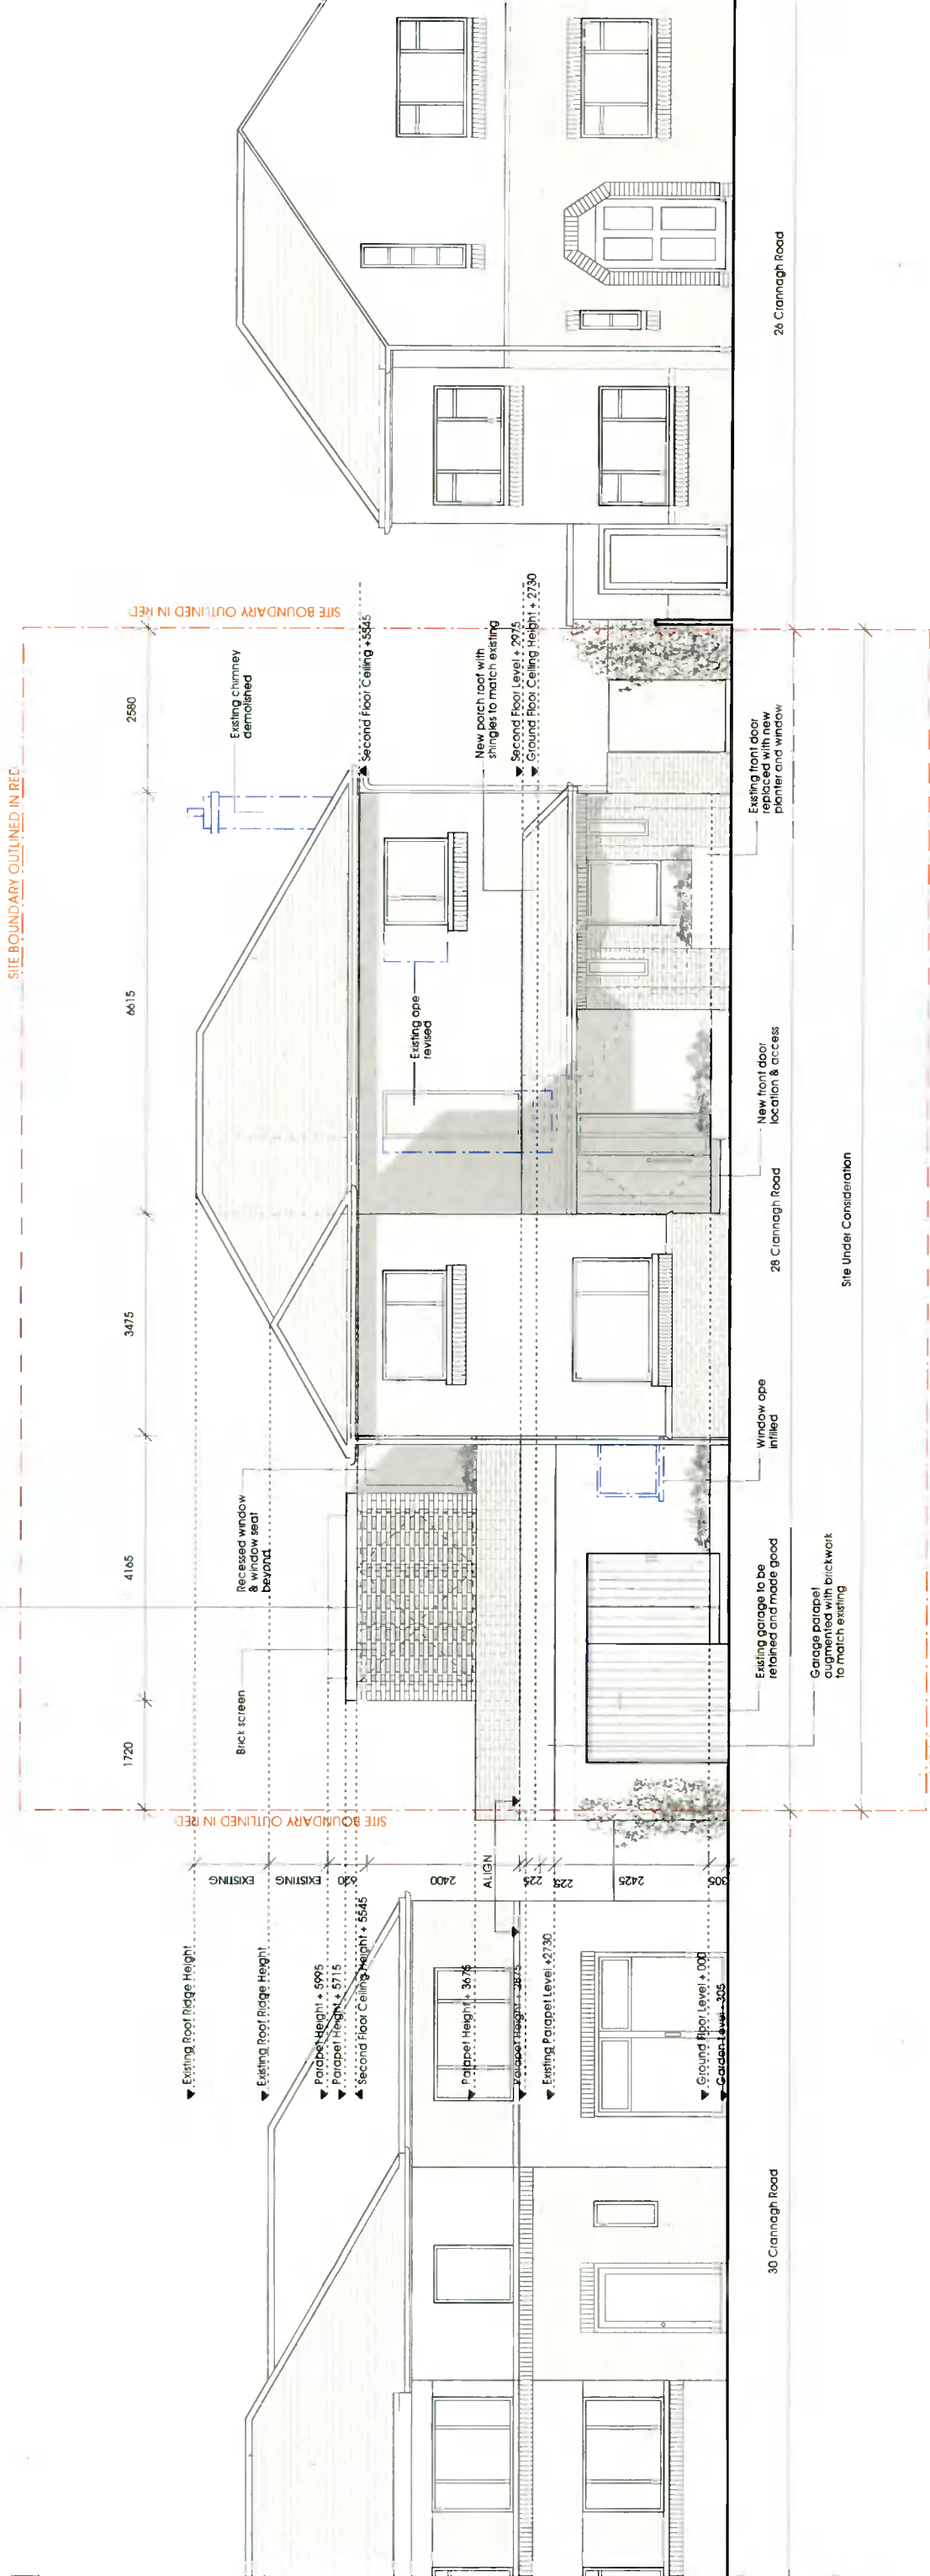 SITE BOUNDARY OUTLINED IN RED
1720
4165
3475
6615
2580
SITE BOUNDARY OUTLINED IN RED
SITE BOUNDARY OUTLINED IN RED
Existing Roof Ridge Height
Existing Roof Ridge Height
Parapet Height + 5995
Parapet Height + 5715
Second Floor Ceiling Height + 5545
Parapet Height + 3675
Parapet Height + 2875
Existing Parapet Level +2730
Ground Floor Level + 000
Garden Level - 305
EXISTING
EXISTING
620
2400
ALIGN
225
225
2425
305
Brick screen
Recessed window
& window seat
beyond
Existing ope
revised
Existing chimney
demolished
Second Floor Ceiling +5545
New porch roof with
shingles to match existing
Second Floor Level + 2975
Ground Floor Ceiling Height + 2730
Existing garage to be
retained and made good
Garage parapet
augmented with brickwork
to match existing
Window ope
infilled
New front door
location & access
Existing front door
replaced with new
planter and window
30 Crannagh Road
28 Crannagh Road
26 Crannagh Road
Site Under Consideration